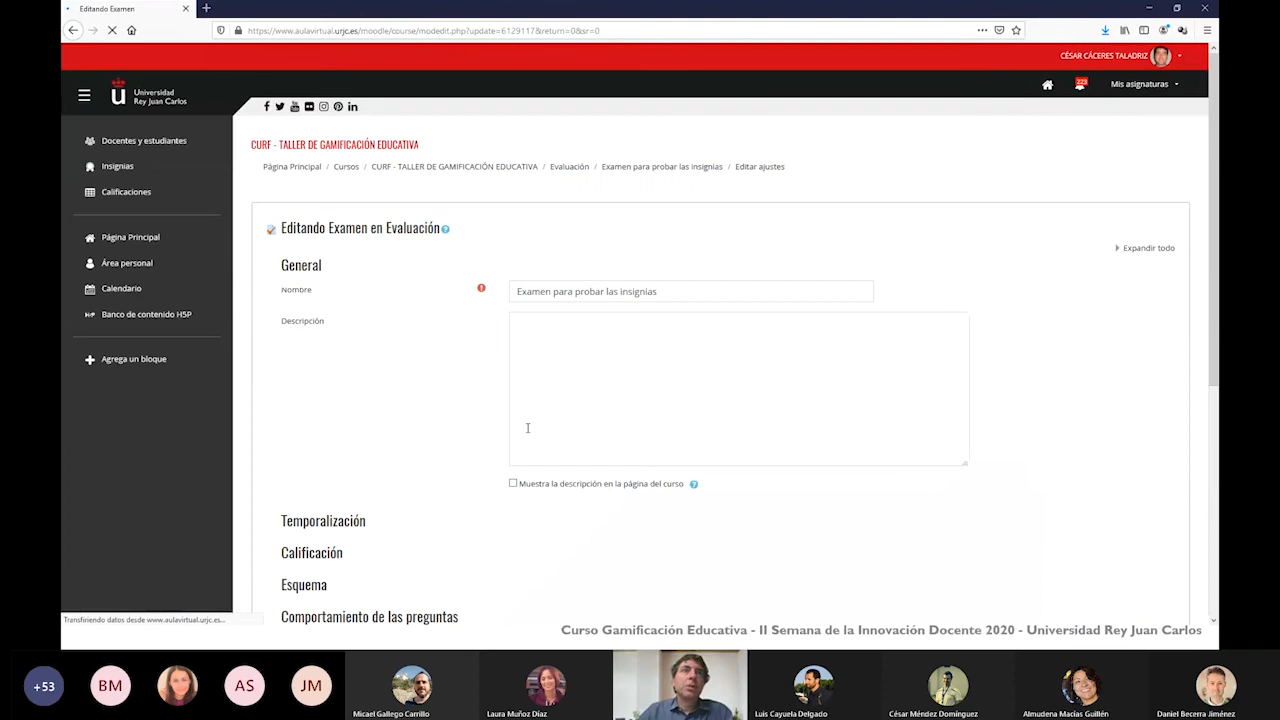 Editando Examen
https://www.aulavirtual.urjc.es/moodle/course/modedit.php?update=6129117&return=0&sr=0
CÉSAR CÁCERES TALADRIZ
Universidad
Rey Juan Carlos
223
Mis asignaturas
Docentes y estudiantes
Insignias
Calificaciones
Página Principal
Área personal
Calendario
Banco de contenido H5P
Agrega un bloque
CURF - TALLER DE GAMIFICACIÓN EDUCATIVA
Página Principal / Cursos / CURF - TALLER DE GAMIFICACIÓN EDUCATIVA / Evaluación / Examen para probar las insignias / Editar ajustes
Editando Examen en Evaluación
Expandir todo
General
Nombre
Examen para probar las insignias
Descripción
Muestra la descripción en la página del curso
Temporalización
Calificación
Esquema
Comportamiento de las preguntas
Transfiriendo datos desde www.aulavirtual.urjc.es...
Curso Gamificación Educativa - II Semana de la Innovación Docente 2020 - Universidad Rey Juan Carlos
+53
BM
AS
JM
Micael Gallego Carrillo
Laura Muñoz Díaz
Luis Cayuela Delgado
César Méndez Domínguez
Almudena Macías Guillén
Daniel Becerra Jiménez